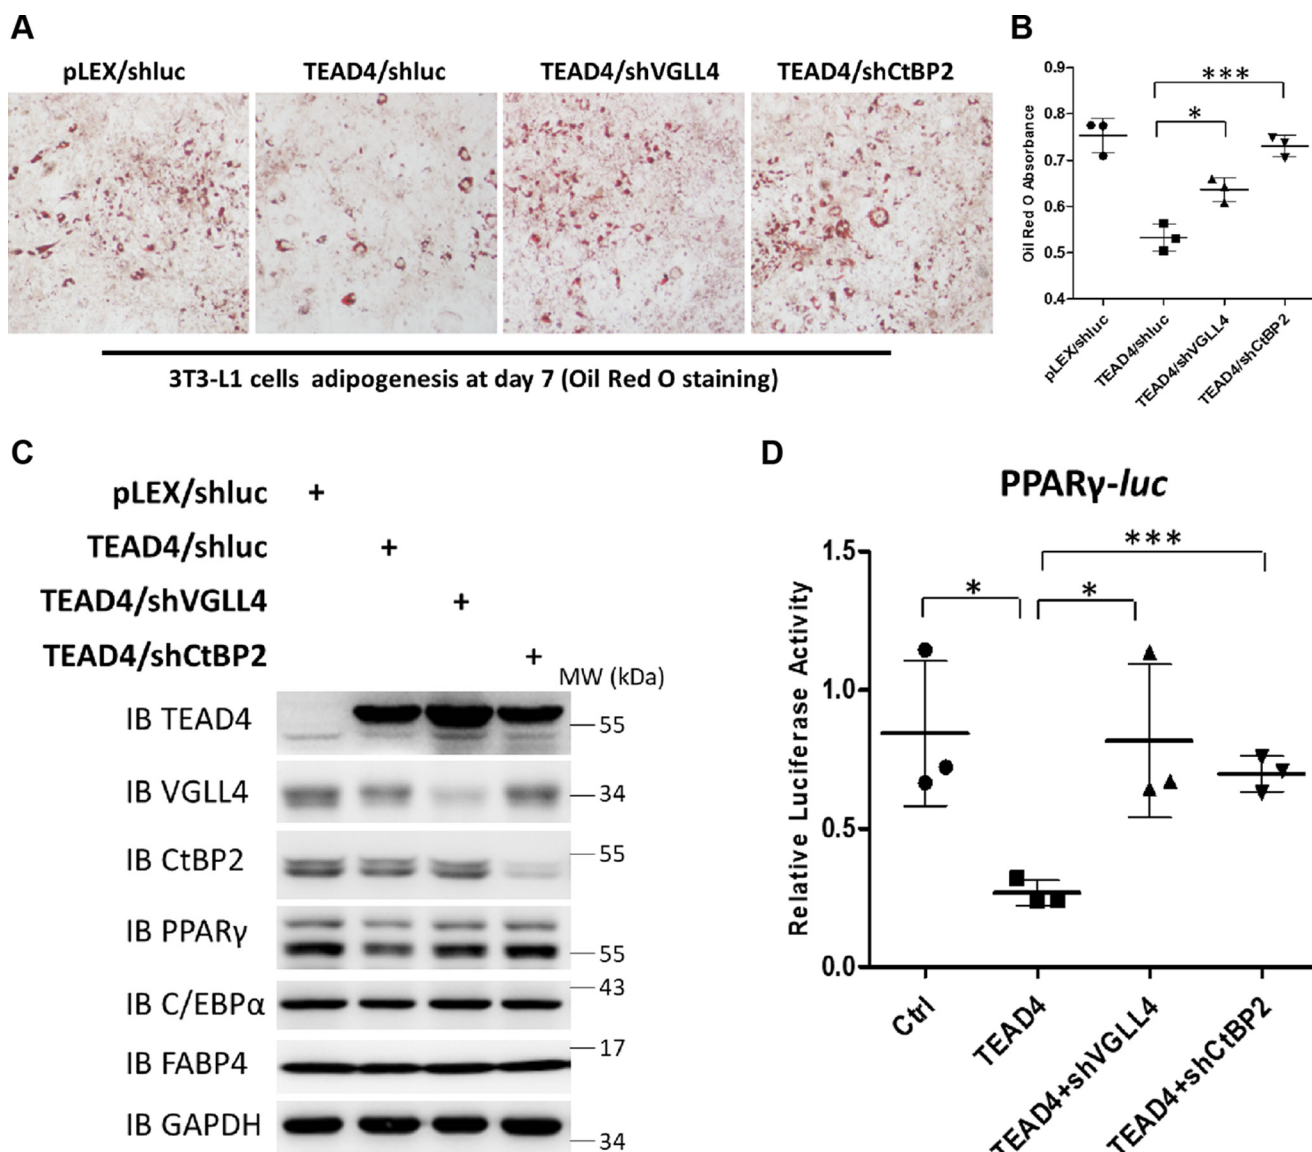 A
pLEX/shluc
TEAD4/shluc
TEAD4/shVGLL4
TEAD4/shCtBP2
3T3-L1 cells adipogenesis at day 7 (Oil Red O staining)
B
Oil Red O Absorbance
0.9
0.8
0.7
0.6
0.5
0.4
***
*
pLEX/shluc
TEAD4/shluc
TEAD4/shVGLL4
TEAD4/shCtBP2
C
pLEX/shluc +
TEAD4/shluc +
TEAD4/shVGLL4 +
TEAD4/shCtBP2 +
MW (kDa)
IB TEAD4 55
IB VGLL4 34
IB CtBP2 55
IB PPARγ 55
IB C/EBPα 43
IB FABP4 17
IB GAPDH 34
D
PPARγ-luc
Relative Luciferase Activity
1.5
1.0
0.5
0.0
*
*
***
Ctrl
TEAD4
TEAD4+shVGLL4
TEAD4+shCtBP2